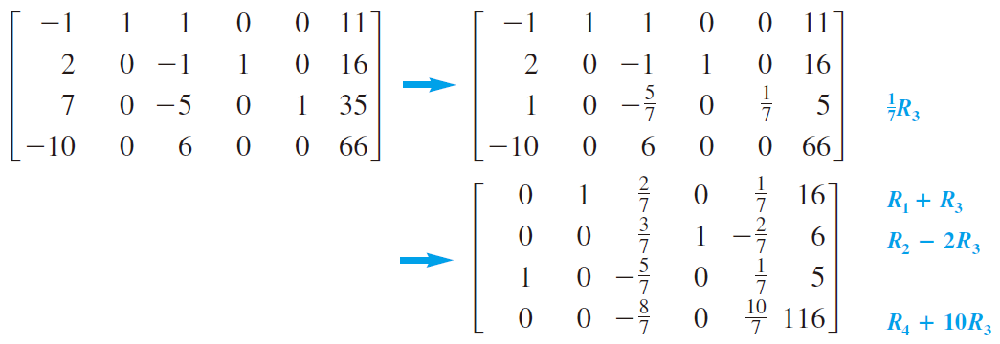 −1 1 1 0 0 11 −1 1 1 0 0 11
2 0 −1 1 0 16 2 0 −1 1 0 16
7 0 −5 0 1 35 1 0 −5/7 0 1/7 5 1/7R₃
−10 0 6 0 0 66 −10 0 6 0 0 66
0 1 2/7 0 1/7 16 R₁ + R₃
0 0 3/7 1 −2/7 6 R₂ − 2R₃
1 0 −5/7 0 1/7 5
0 0 −8/7 0 10/7 116 R₄ + 10R₃